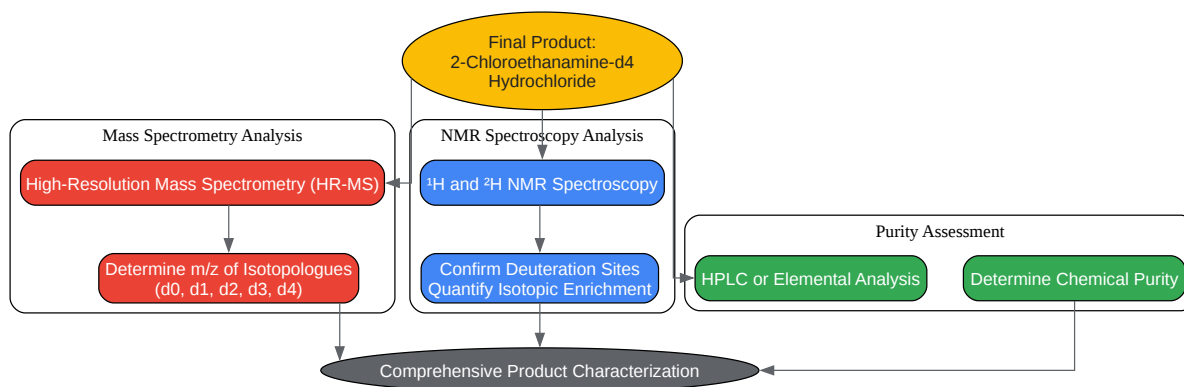 Final Product:
2-Chloroethanamine-d4
Hydrochloride
Mass Spectrometry Analysis
High-Resolution Mass Spectrometry (HR-MS)
Determine m/z of Isotopologues
(d0, d1, d2, d3, d4)
NMR Spectroscopy Analysis
¹H and ²H NMR Spectroscopy
Confirm Deuteration Sites
Quantify Isotopic Enrichment
Purity Assessment
HPLC or Elemental Analysis
Determine Chemical Purity
Comprehensive Product Characterization